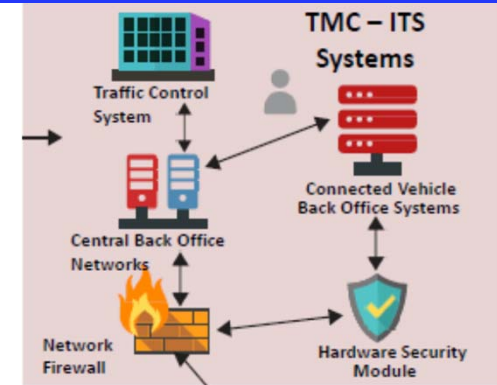 TMC – ITS
Systems
Traffic Control
System
Connected Vehicle
Back Office Systems
Central Back Office
Networks
Network
Firewall
Hardware Security
Module